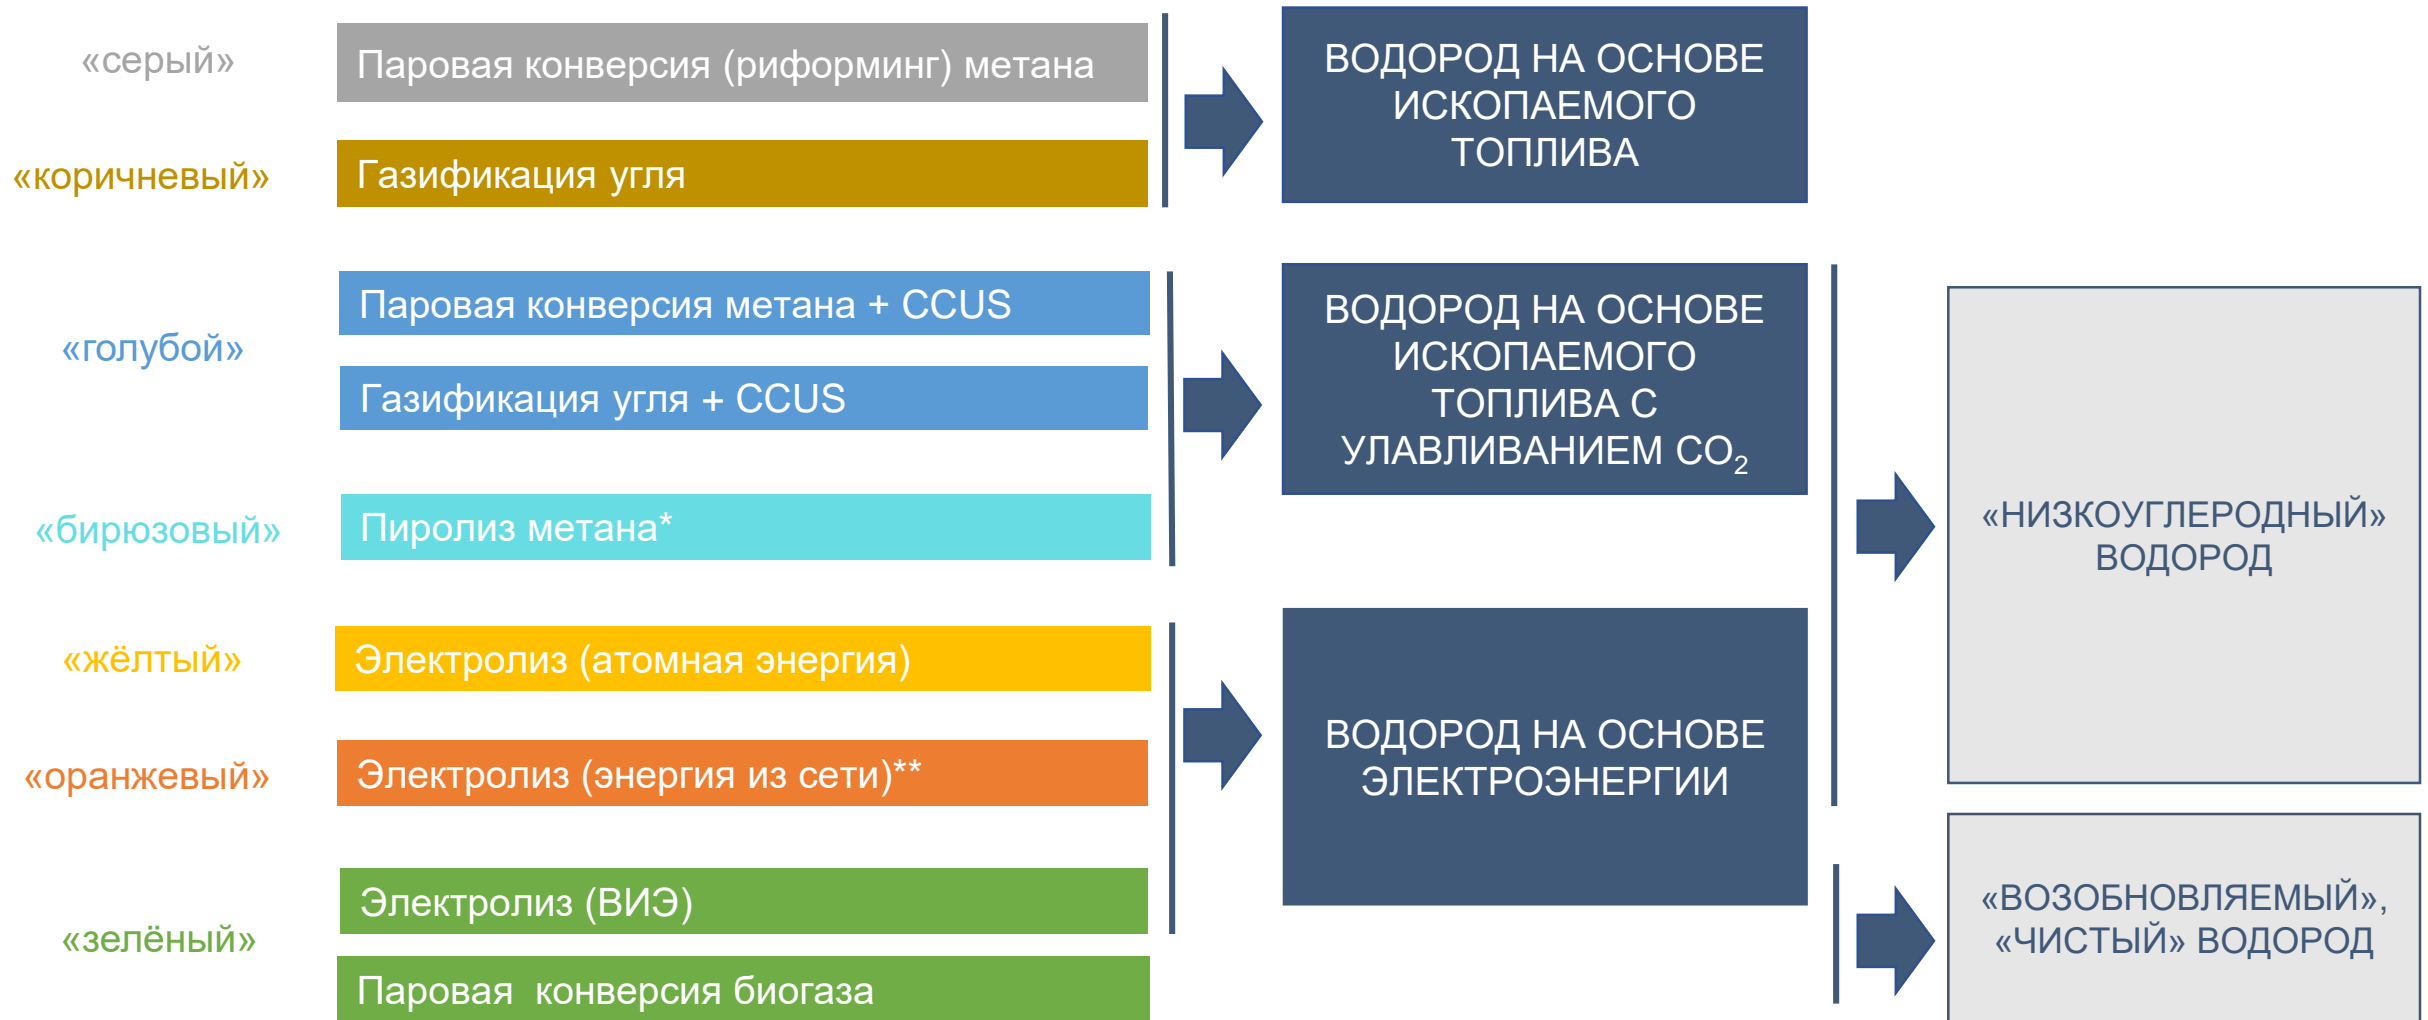 «серый»
Паровая конверсия (риформинг) метана
«коричневый»
Газификация угля
ВОДОРОД НА ОСНОВЕ
ИСКОПАЕМОГО
ТОПЛИВА
«голубой»
Паровая конверсия метана + CCUS
Газификация угля + CCUS
«бирюзовый»
Пиролиз метана*
ВОДОРОД НА ОСНОВЕ
ИСКОПАЕМОГО
ТОПЛИВА С
УЛАВЛИВАНИЕМ CO₂
«жёлтый»
Электролиз (атомная энергия)
«оранжевый»
Электролиз (энергия из сети)**
«зелёный»
Электролиз (ВИЭ)
Паровая  конверсия биогаза
ВОДОРОД НА ОСНОВЕ
ЭЛЕКТРОЭНЕРГИИ
«НИЗКОУГЛЕРОДНЫЙ»
ВОДОРОД
«ВОЗОБНОВЛЯЕМЫЙ»,
«ЧИСТЫЙ» ВОДОРОД